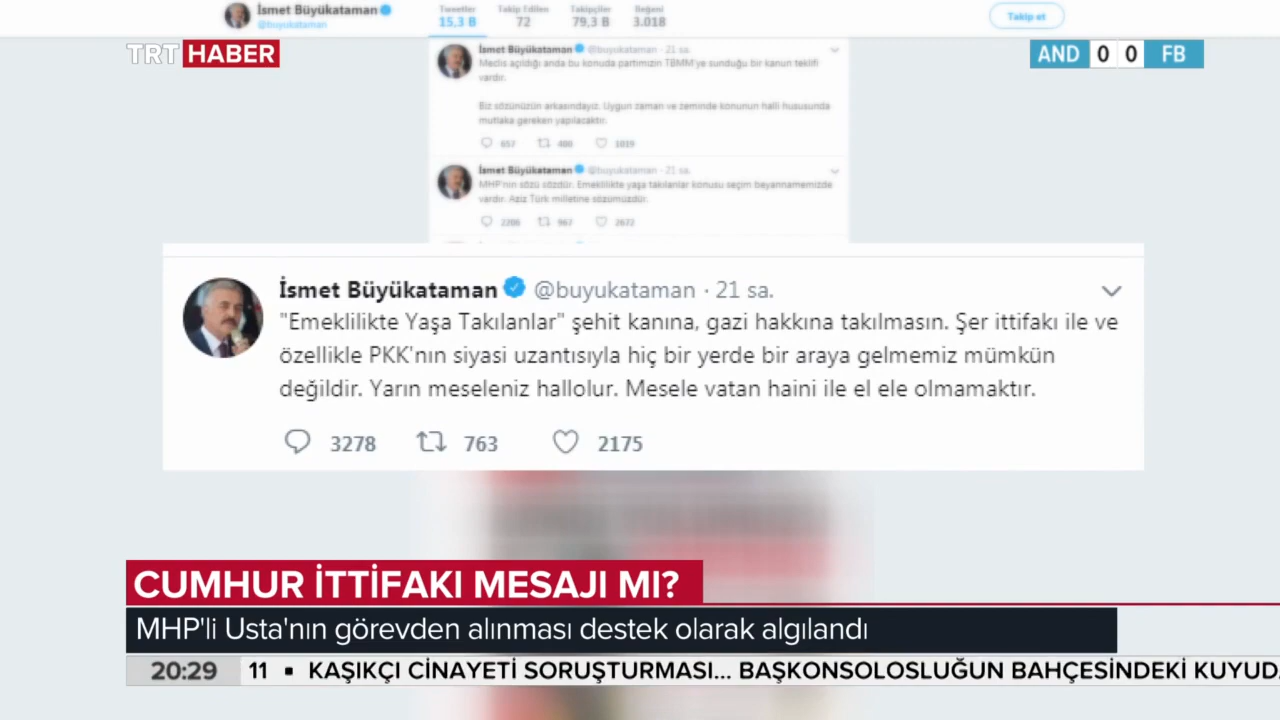 İsmet Büyükataman
@buyukataman
Tweetler Takip Edilen Takipçiler Beğeni
15,3 B 72 79,3 B 3.018
Takip et
TRT HABER
AND 0 0 FB
İsmet Büyükataman @buyukataman · 21 sa.
Meclis açıldığı anda bu konuda partimizin TBMM'ye sunduğu bir kanun teklifi
vardır.
Biz sözünüzün arkasındayız. Uygun zaman ve zeminde konunun halli hususunda
mutlaka gereken yapılacaktır.
657 400 1019
İsmet Büyükataman @buyukataman · 21 sa.
MHP'nin sözü sözdür. Emeklilikte yaşa takılanlar konusu seçim beyannamemizde
vardır. Aziz Türk milletine sözümüzdür.
2206 967 2672
İsmet Büyükataman @buyukataman · 21 sa.
"Emeklilikte Yaşa Takılanlar" şehit kanına, gazi hakkına takılmasın. Şer ittifakı ile ve
özellikle PKK'nın siyasi uzantısıyla hiç bir yerde bir araya gelmemiz mümkün
değildir. Yarın meseleniz hallolur. Mesele vatan haini ile el ele olmamaktır.
3278 763 2175
CUMHUR İTTİFAKI MESAJI MI?
MHP'li Usta'nın görevden alınması destek olarak algılandı
20:29 11 ▪ KAŞIKÇI CİNAYETİ SORUŞTURMASI... BAŞKONSOLOSLUĞUN BAHÇESİNDEKİ KUYUD